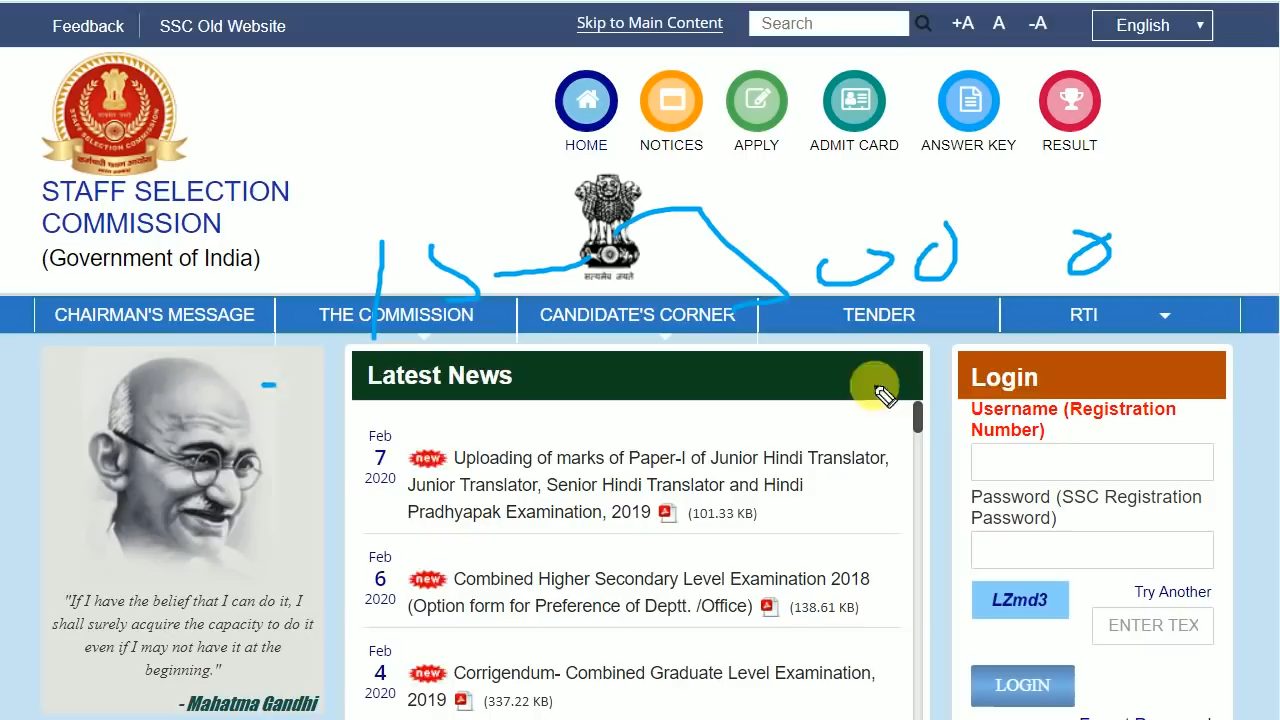 Feedback SSC Old Website Skip to Main Content Search +A A -A English
HOME NOTICES APPLY ADMIT CARD ANSWER KEY RESULT
STAFF SELECTION COMMISSION
STAFF SELECTION
COMMISSION
(Government of India)
सत्यमेव जयते
CHAIRMAN'S MESSAGE THE COMMISSION CANDIDATE'S CORNER TENDER RTI
"If I have the belief that I can do it, I
shall surely acquire the capacity to do it
even if I may not have it at the
beginning."
- Mahatma Gandhi
Latest News
Feb
7
2020
new Uploading of marks of Paper-I of Junior Hindi Translator,
Junior Translator, Senior Hindi Translator and Hindi
Pradhyapak Examination, 2019 (101.33 KB)
Feb
6
2020
new Combined Higher Secondary Level Examination 2018
(Option form for Preference of Deptt. /Office) (138.61 KB)
Feb
4
2020
new Corrigendum- Combined Graduate Level Examination,
2019 (337.22 KB)
Login
Username (Registration
Number)
Password (SSC Registration
Password)
LZmd3 Try Another
ENTER TEX
LOGIN